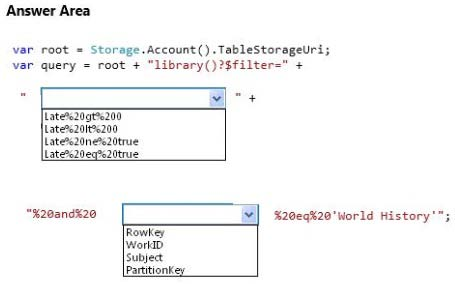 Answer Area
var root = Storage.Account().TableStorageUri;
var query = root + "library()?$filter=" +
" " +
Late%20gt%200
Late%20lt%200
Late%20ne%20true
Late%20eq%20true
"%20and%20 %20eq%20'World History'";
RowKey
WorkID
Subject
PartitionKey